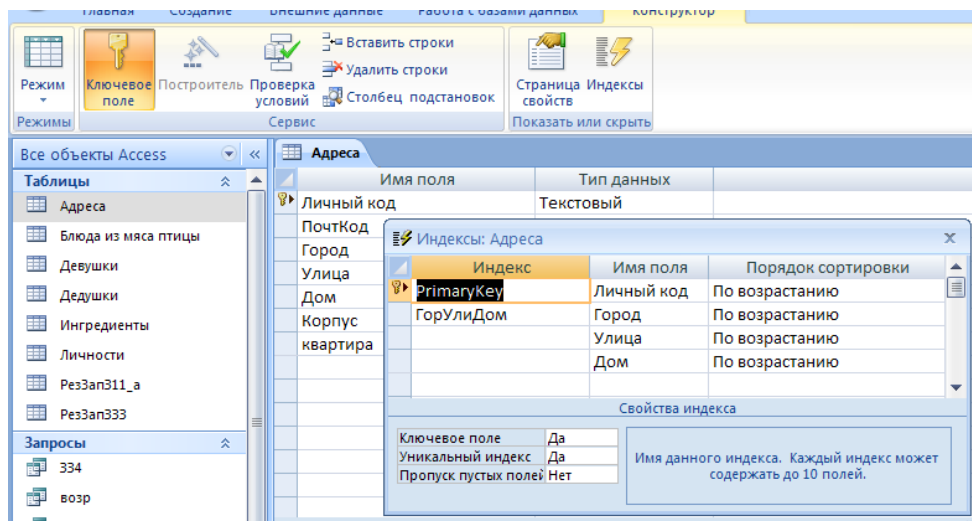 Главная Создание Внешние данные Работа с базами данных Конструктор
Режим
Ключевое поле
Построитель
Проверка условий
Вставить строки
Удалить строки
Столбец подстановок
Страница свойств
Индексы
Режимы
Сервис
Показать или скрыть
Все объекты Access
Таблицы
Адреса
Блюда из мяса птицы
Девушки
Дедушки
Ингредиенты
Личности
РезЗап311_а
РезЗап333
Запросы
334
возр
Адреса
Имя поля Тип данных
Личный код Текстовый
ПочтКод
Город
Улица
Дом
Корпус
квартира
Индексы: Адреса
Индекс Имя поля Порядок сортировки
PrimaryKey Личный код По возрастанию
ГорУлиДом Город По возрастанию
Улица По возрастанию
Дом По возрастанию
Свойства индекса
Ключевое поле Да
Уникальный индекс Да
Пропуск пустых полей Нет
Имя данного индекса. Каждый индекс может
содержать до 10 полей.